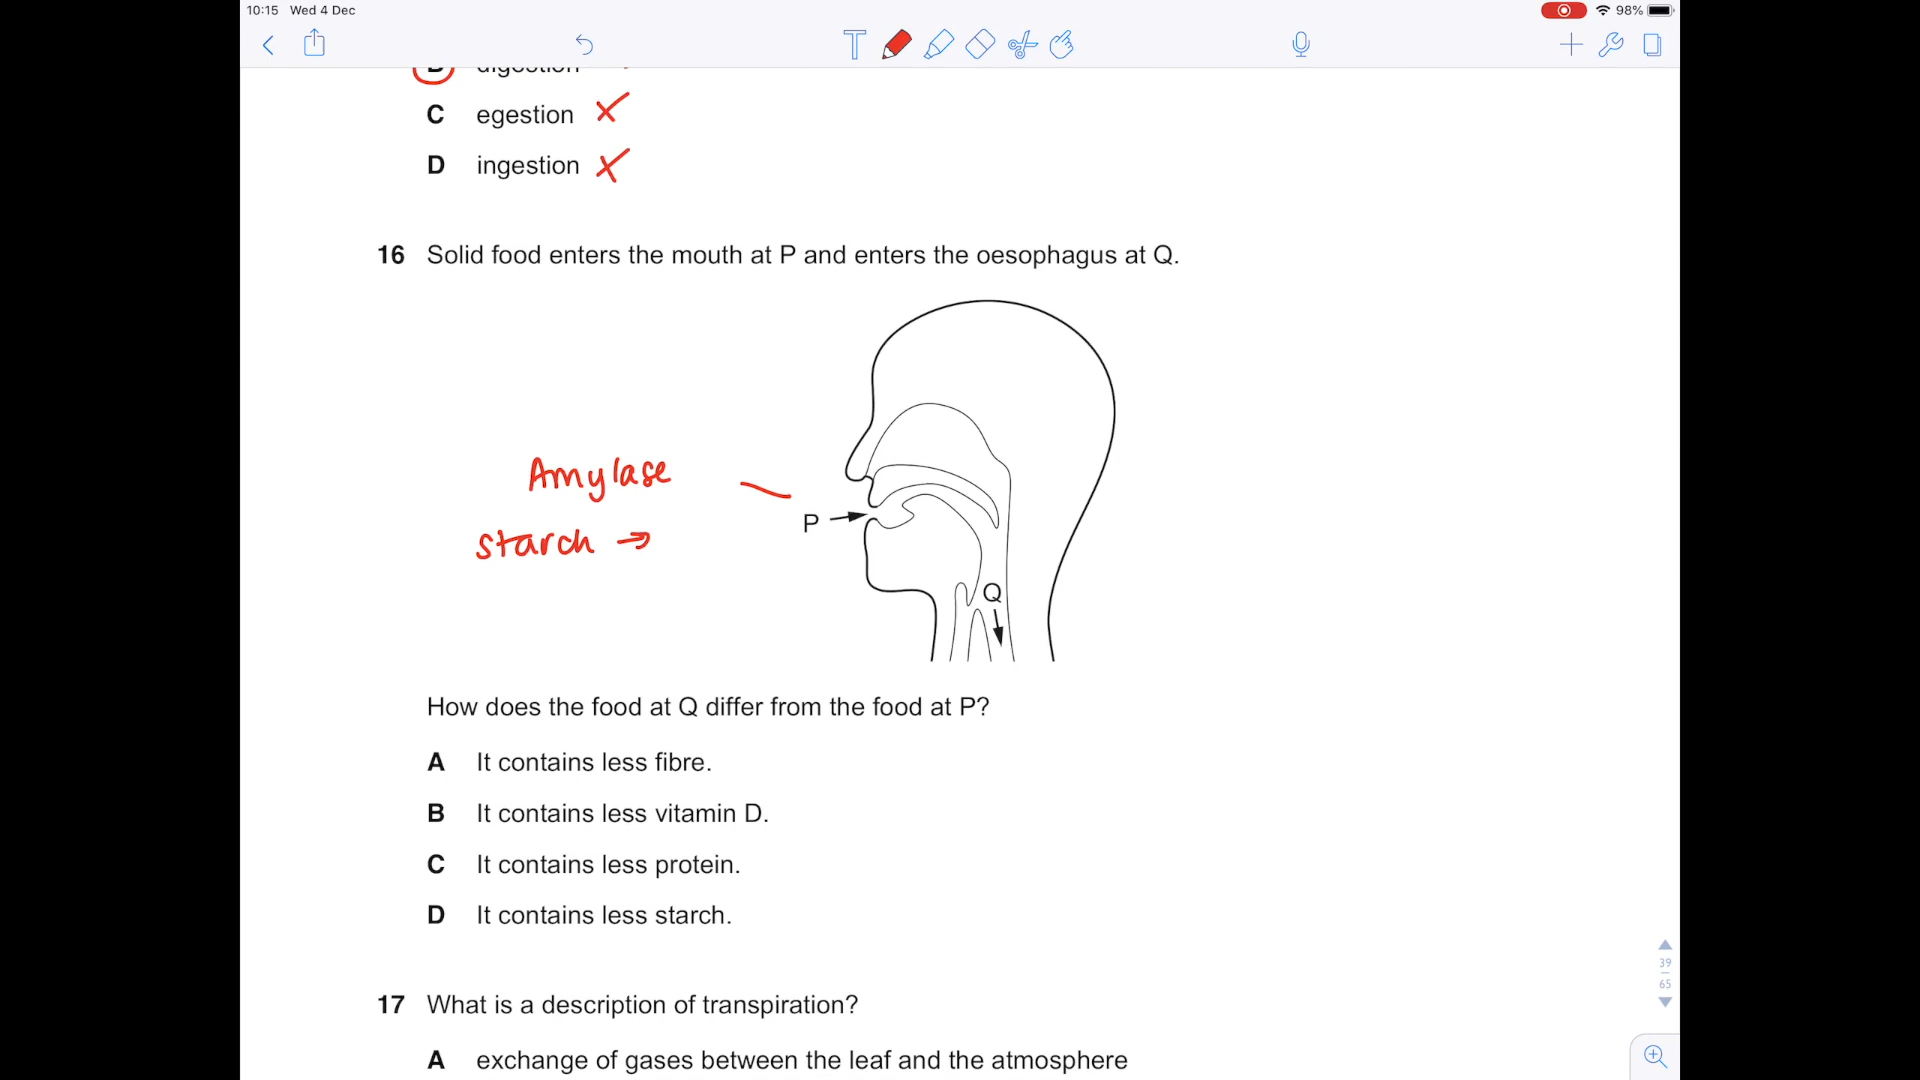 10:15 Wed 4 Dec
98%
T
B digestion
C egestion
D ingestion
16 Solid food enters the mouth at P and enters the oesophagus at Q.
Amylase
P
starch →
Q
How does the food at Q differ from the food at P?
A It contains less fibre.
B It contains less vitamin D.
C It contains less protein.
D It contains less starch.
39
65
17 What is a description of transpiration?
A exchange of gases between the leaf and the atmosphere